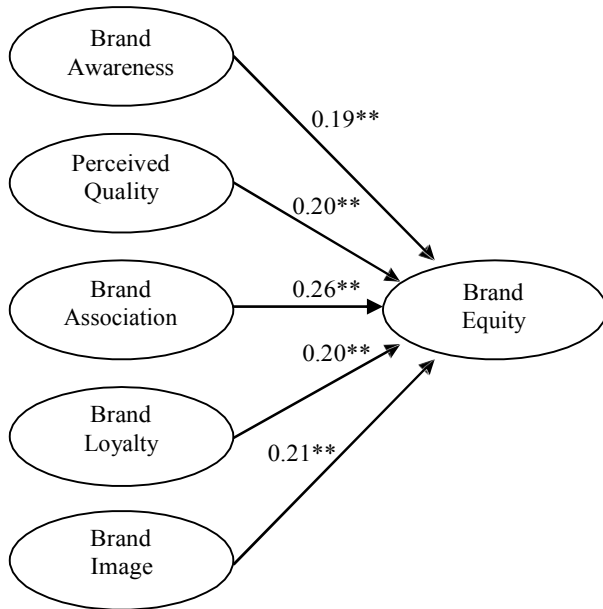 Brand
Awareness
0.19**
Perceived
Quality
0.20**
Brand
Association
0.26**
Brand
Equity
0.20**
Brand
Loyalty
0.21**
Brand
Image